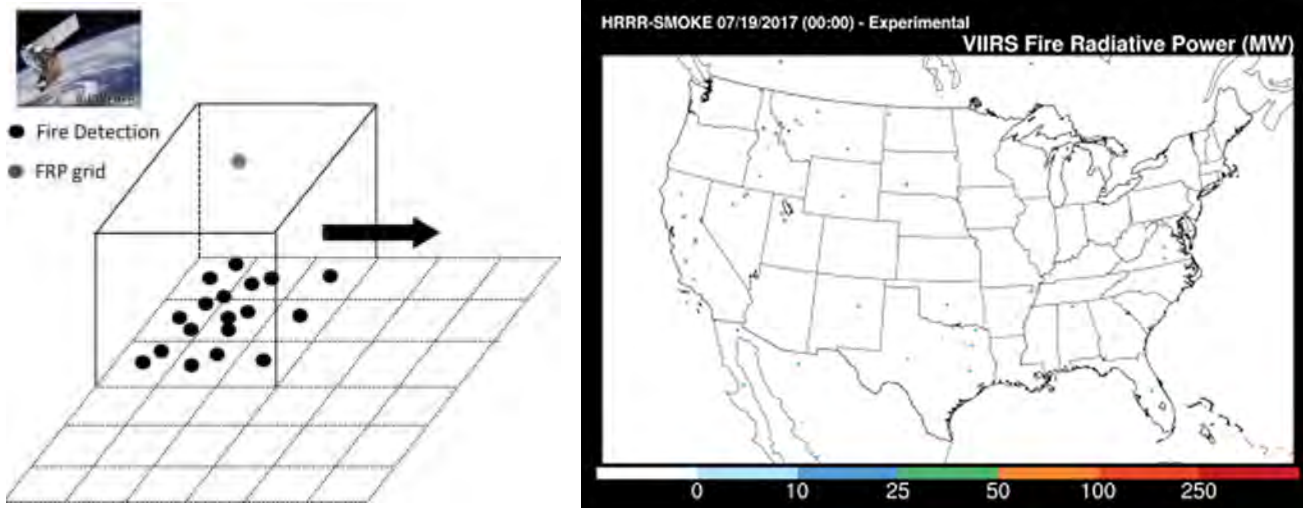 Fire Detection
FRP grid
HRRR-SMOKE 07/19/2017 (00:00) - Experimental
VIIRS Fire Radiative Power (MW)
0 10 25 50 100 250